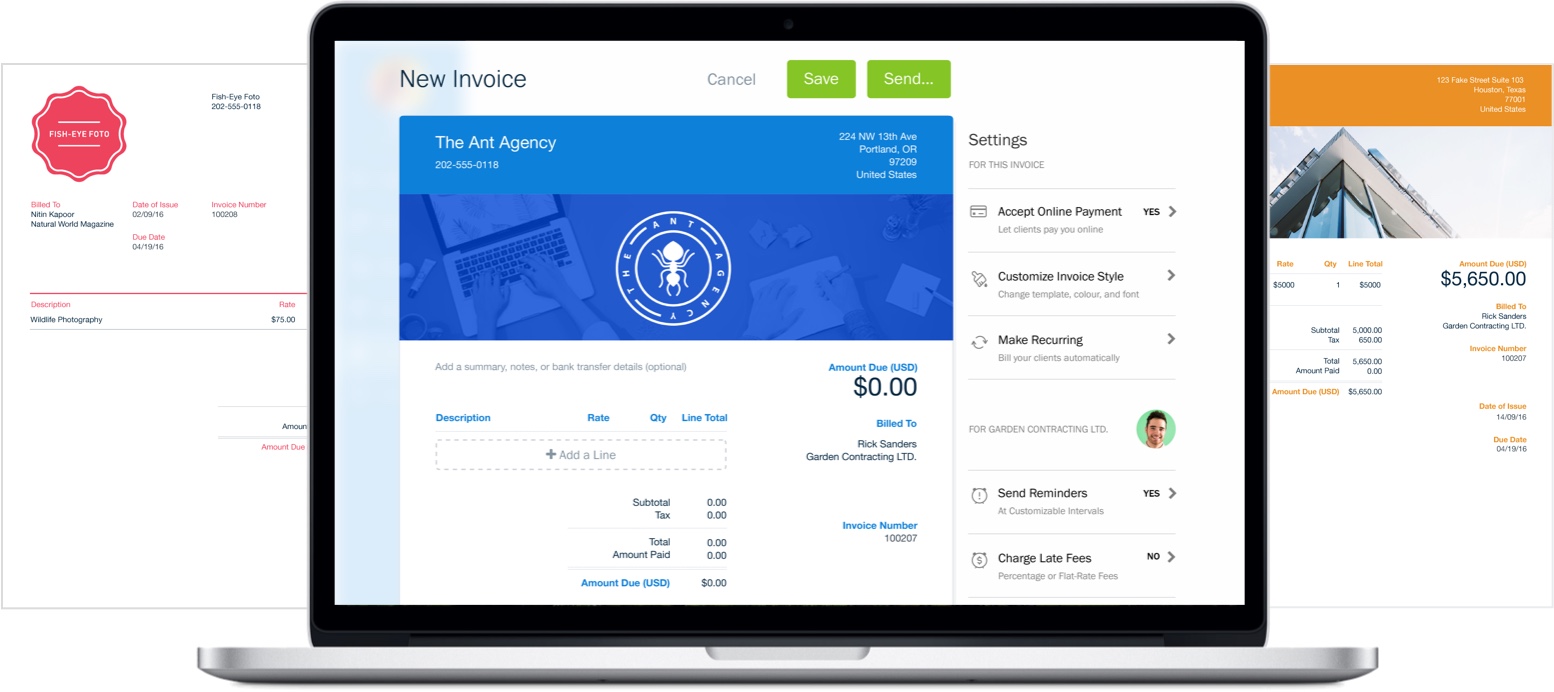 FISH-EYE FOTO
Fish-Eye Foto
202-555-0118
Billed To
Nitin Kapoor
Natural World Magazine
Date of Issue
02/09/16
Due Date
04/19/16
Invoice Number
100208
Description Rate
Wildlife Photography $75.00
Amoun
Amount Due
New Invoice
Cancel
Save
Send...
The Ant Agency
202-555-0118
224 NW 13th Ave
Portland, OR
97209
United States
THE ANT AGENCY
Add a summary, notes, or bank transfer details (optional)
Amount Due (USD)
$0.00
Description Rate Qty Line Total
Add a Line
Billed To
Rick Sanders
Garden Contracting LTD.
Subtotal 0.00
Tax 0.00
Total 0.00
Amount Paid 0.00
Amount Due (USD) $0.00
Invoice Number
100207
Settings
FOR THIS INVOICE
Accept Online Payment YES
Let clients pay you online
Customize Invoice Style
Change template, colour, and font
Make Recurring
Bill your clients automatically
FOR GARDEN CONTRACTING LTD.
Send Reminders YES
At Customizable Intervals
Charge Late Fees NO
Percentage or Flat-Rate Fees
123 Fake Street Suite 103
Houston, Texas
77001
United States
Rate Qty Line Total
$5000 1 $5000
Subtotal 5,000.00
Tax 650.00
Total 5,650.00
Amount Paid 0.00
Amount Due (USD) $5,650.00
Amount Due (USD)
$5,650.00
Billed To
Rick Sanders
Garden Contracting LTD.
Invoice Number
100207
Date of Issue
14/09/16
Due Date
04/19/16